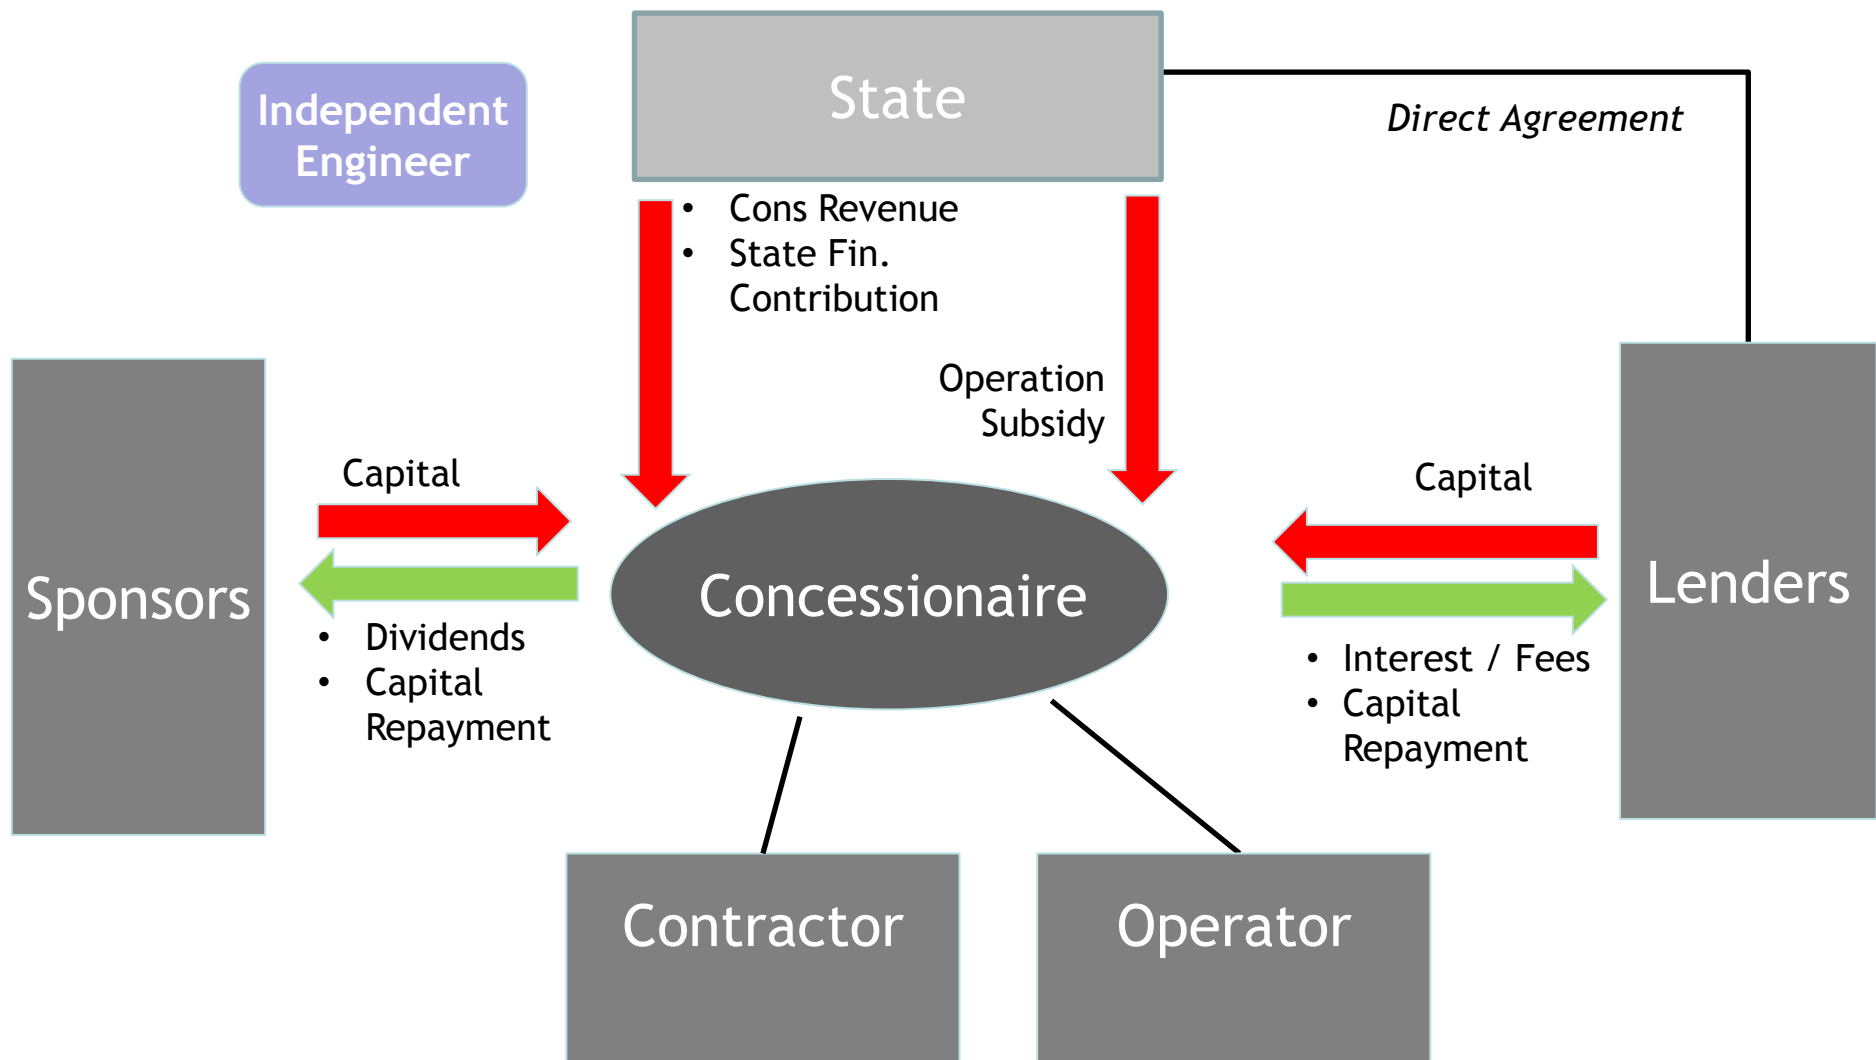 Independent
Engineer
State
Direct Agreement
• Cons Revenue
• State Fin.
Contribution
Operation
Subsidy
Capital
Capital
Sponsors
Concessionaire
Lenders
• Dividends
• Capital
Repayment
• Interest / Fees
• Capital
Repayment
Contractor
Operator